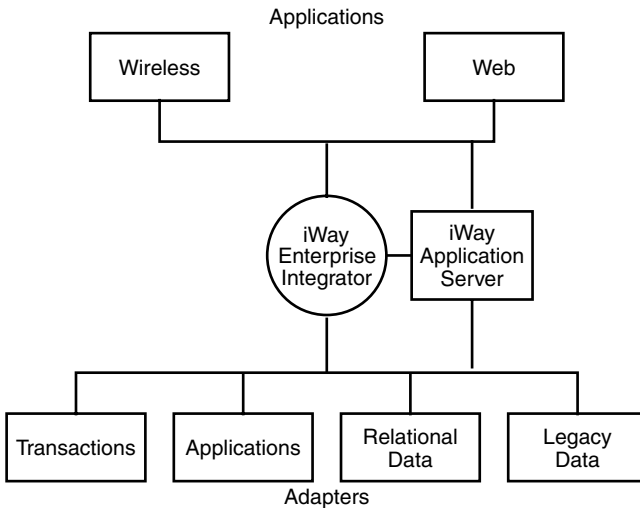 Applications
Wireless
Web
iWay
Enterprise
Integrator
iWay
Application
Server
Transactions
Applications
Relational
Data
Legacy
Data
Adapters